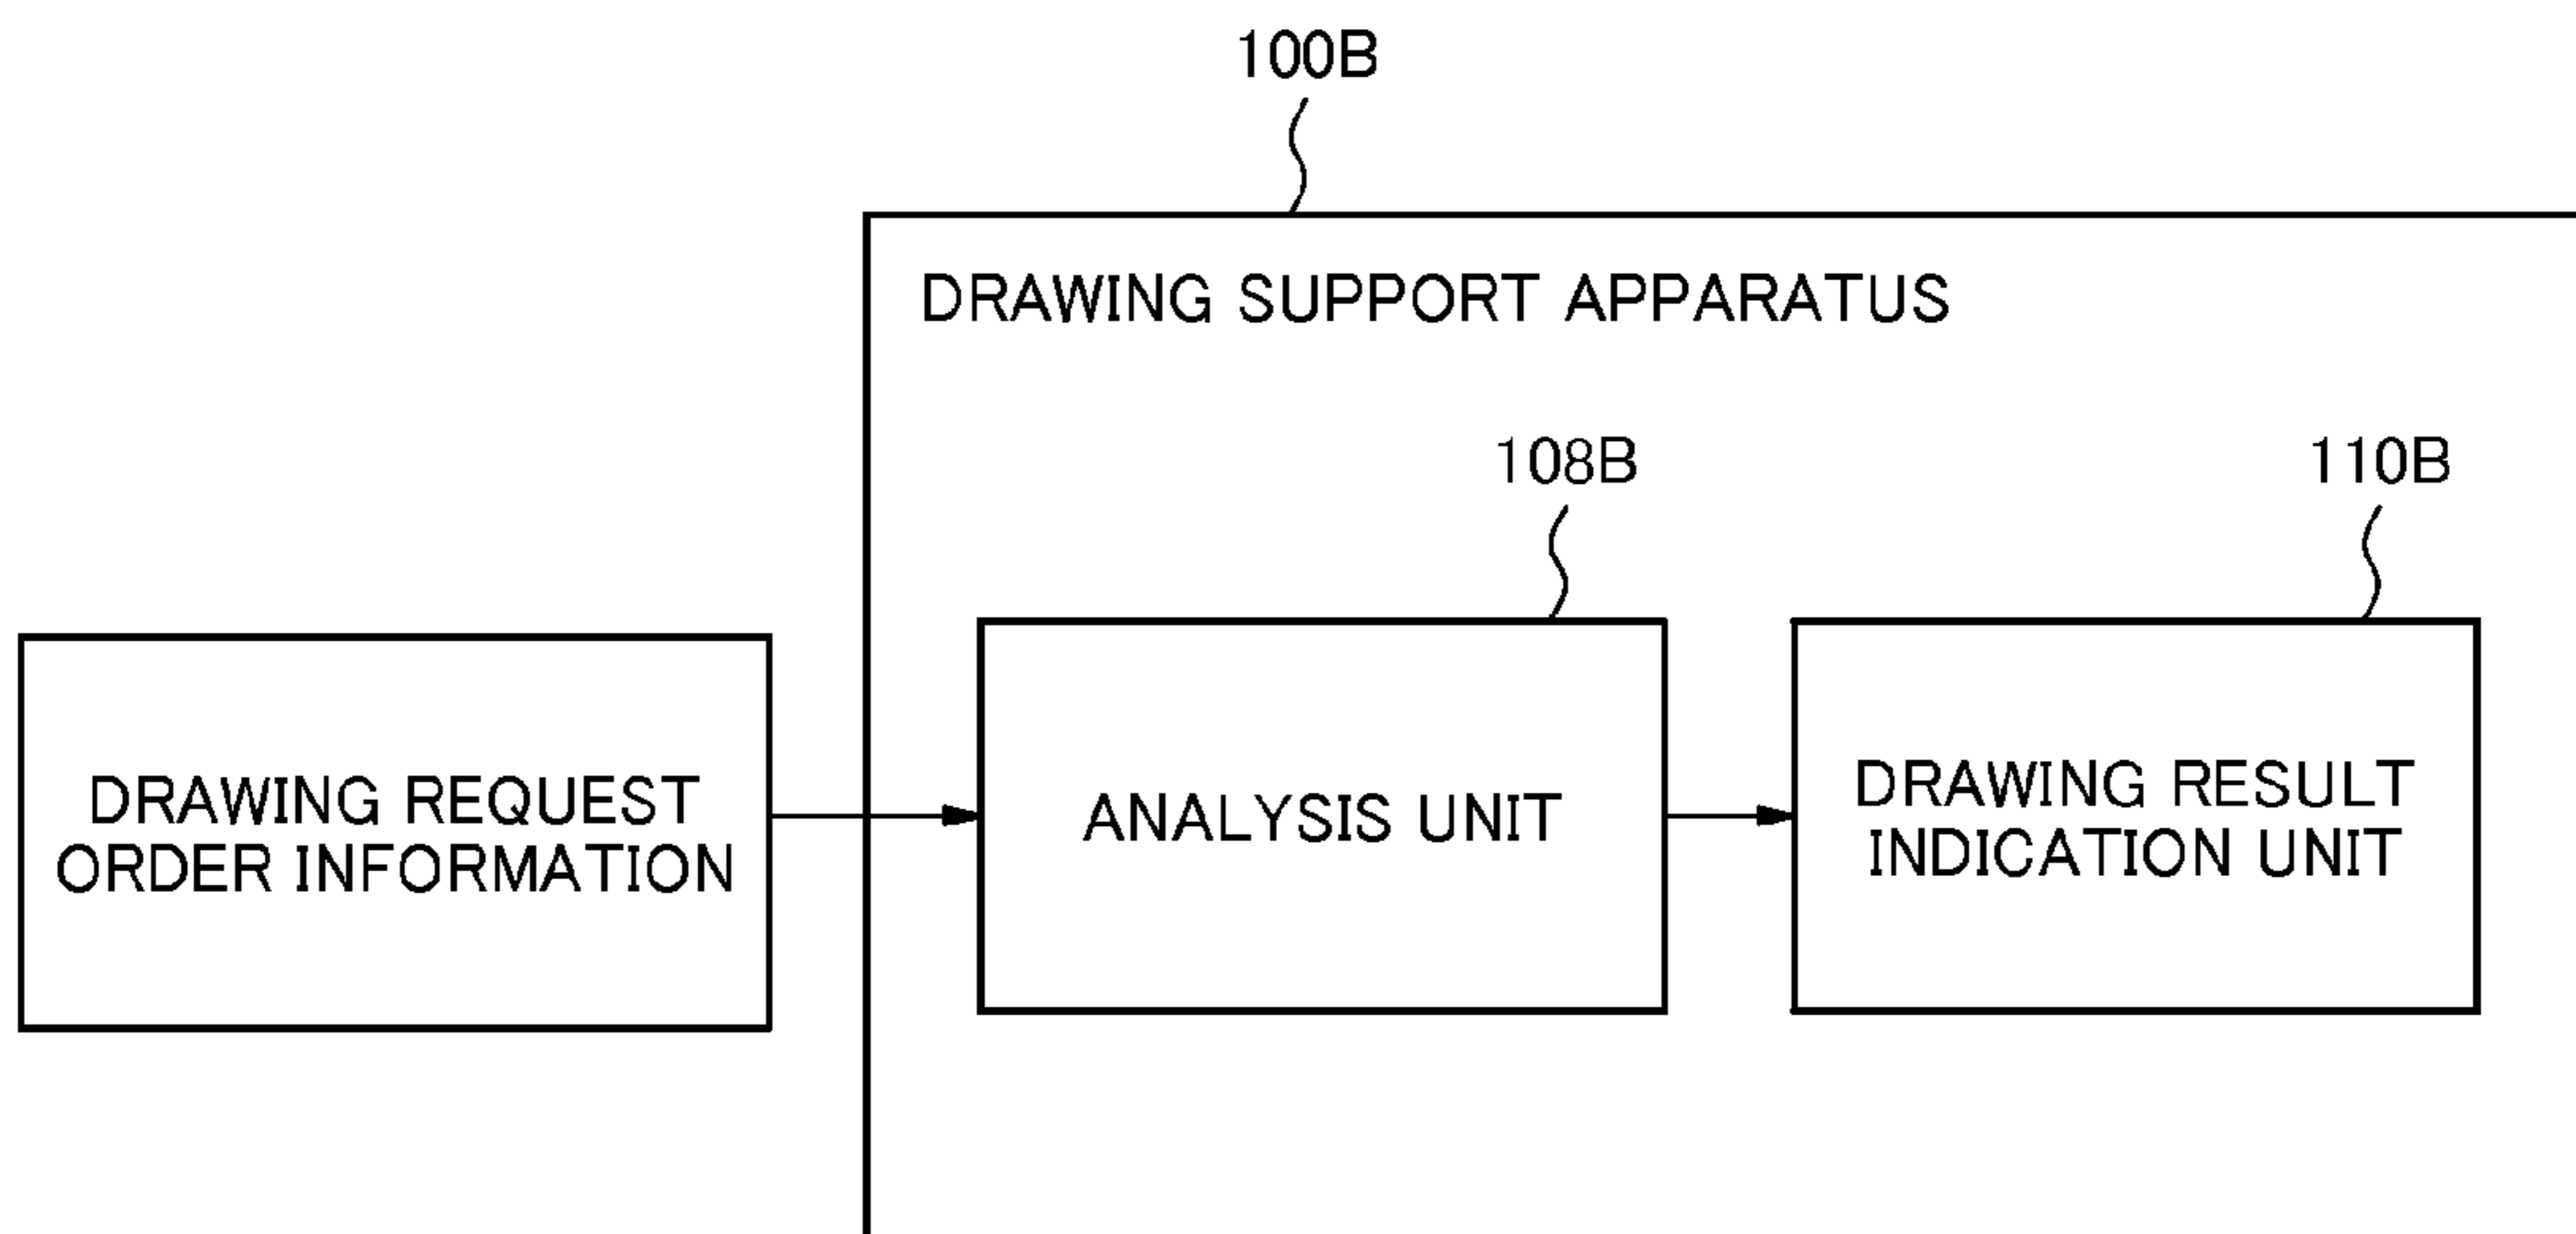 100B
DRAWING SUPPORT APPARATUS
108B
110B
DRAWING REQUEST
ORDER INFORMATION
ANALYSIS UNIT
DRAWING RESULT
INDICATION UNIT